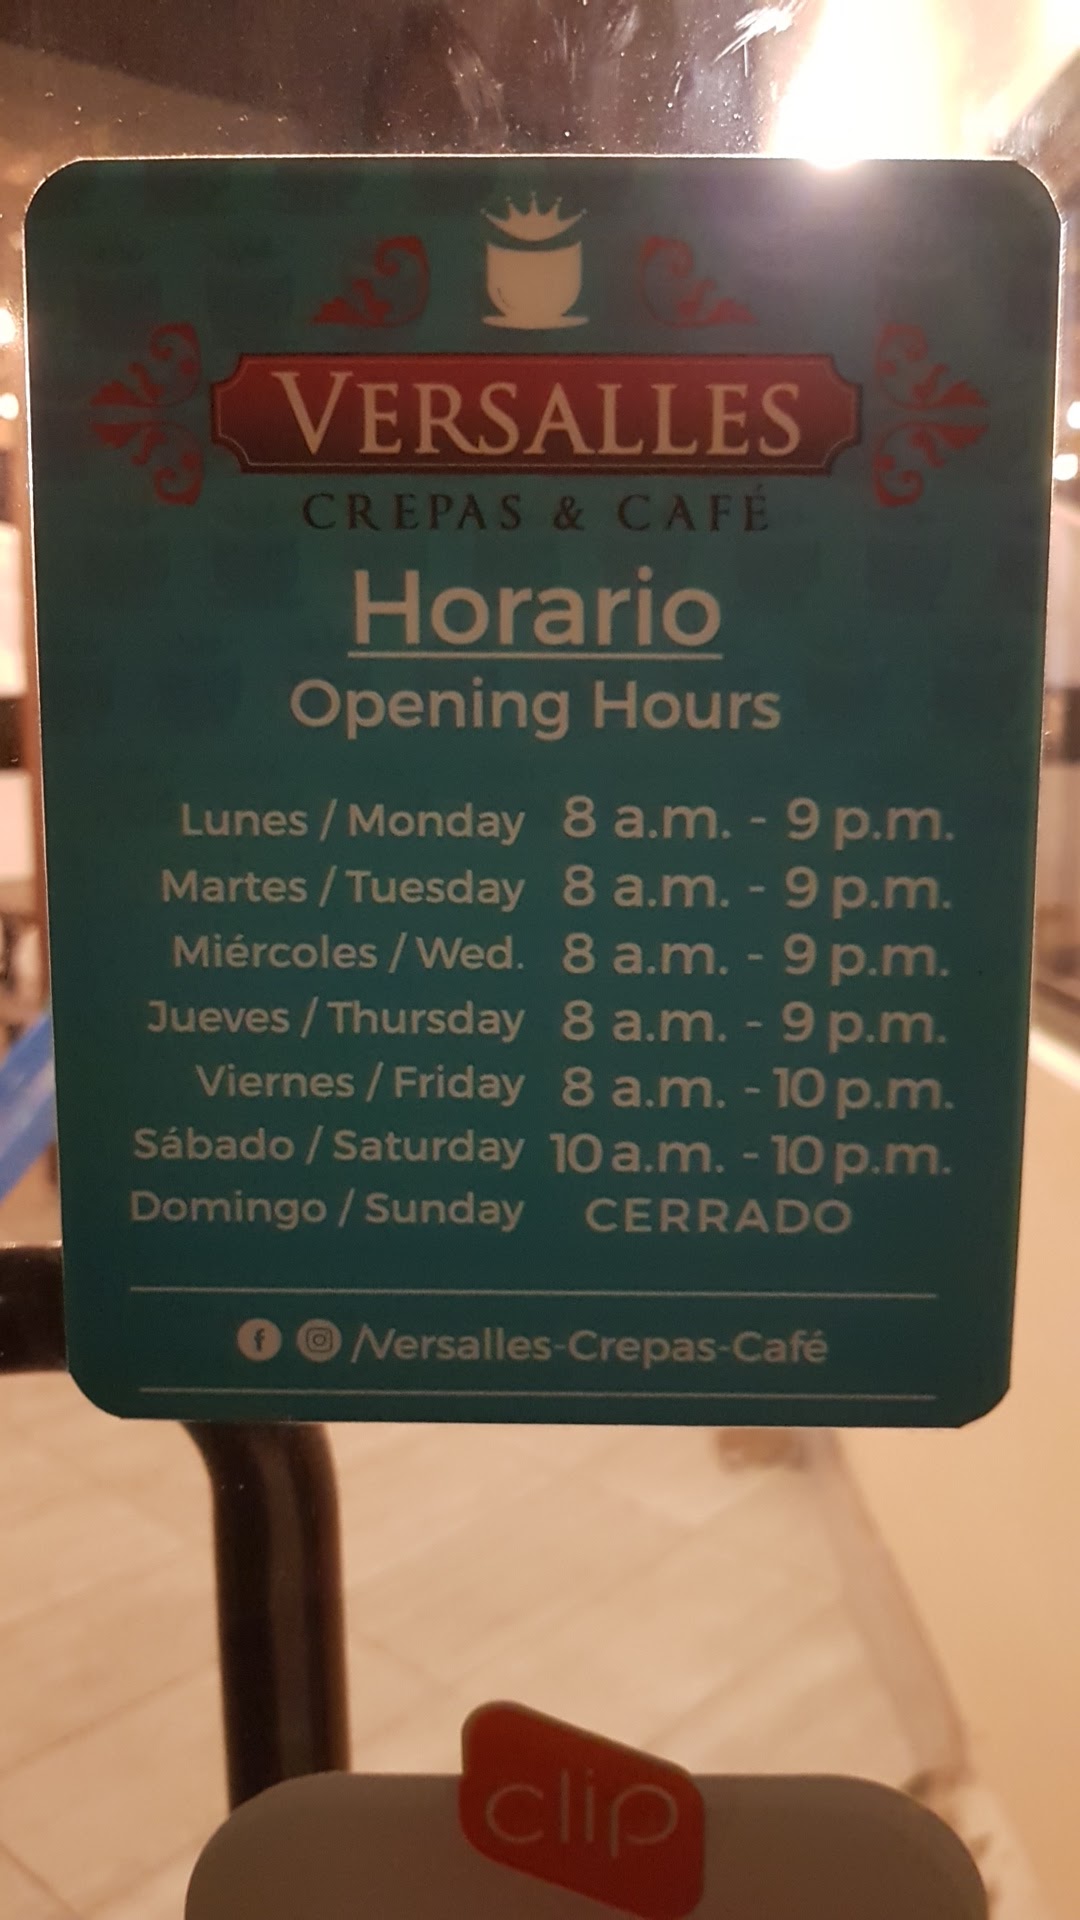 VERSALLES
CREPAS & CAFÉ
Horario
Opening Hours
Lunes / Monday 8 a.m. - 9 p.m.
Martes / Tuesday 8 a.m. - 9 p.m.
Miércoles / Wed. 8 a.m. - 9 p.m.
Jueves / Thursday 8 a.m. - 9 p.m.
Viernes / Friday 8 a.m. - 10 p.m.
Sábado / Saturday 10 a.m. - 10 p.m.
Domingo / Sunday CERRADO
/Versalles-Crepas-Café
clip